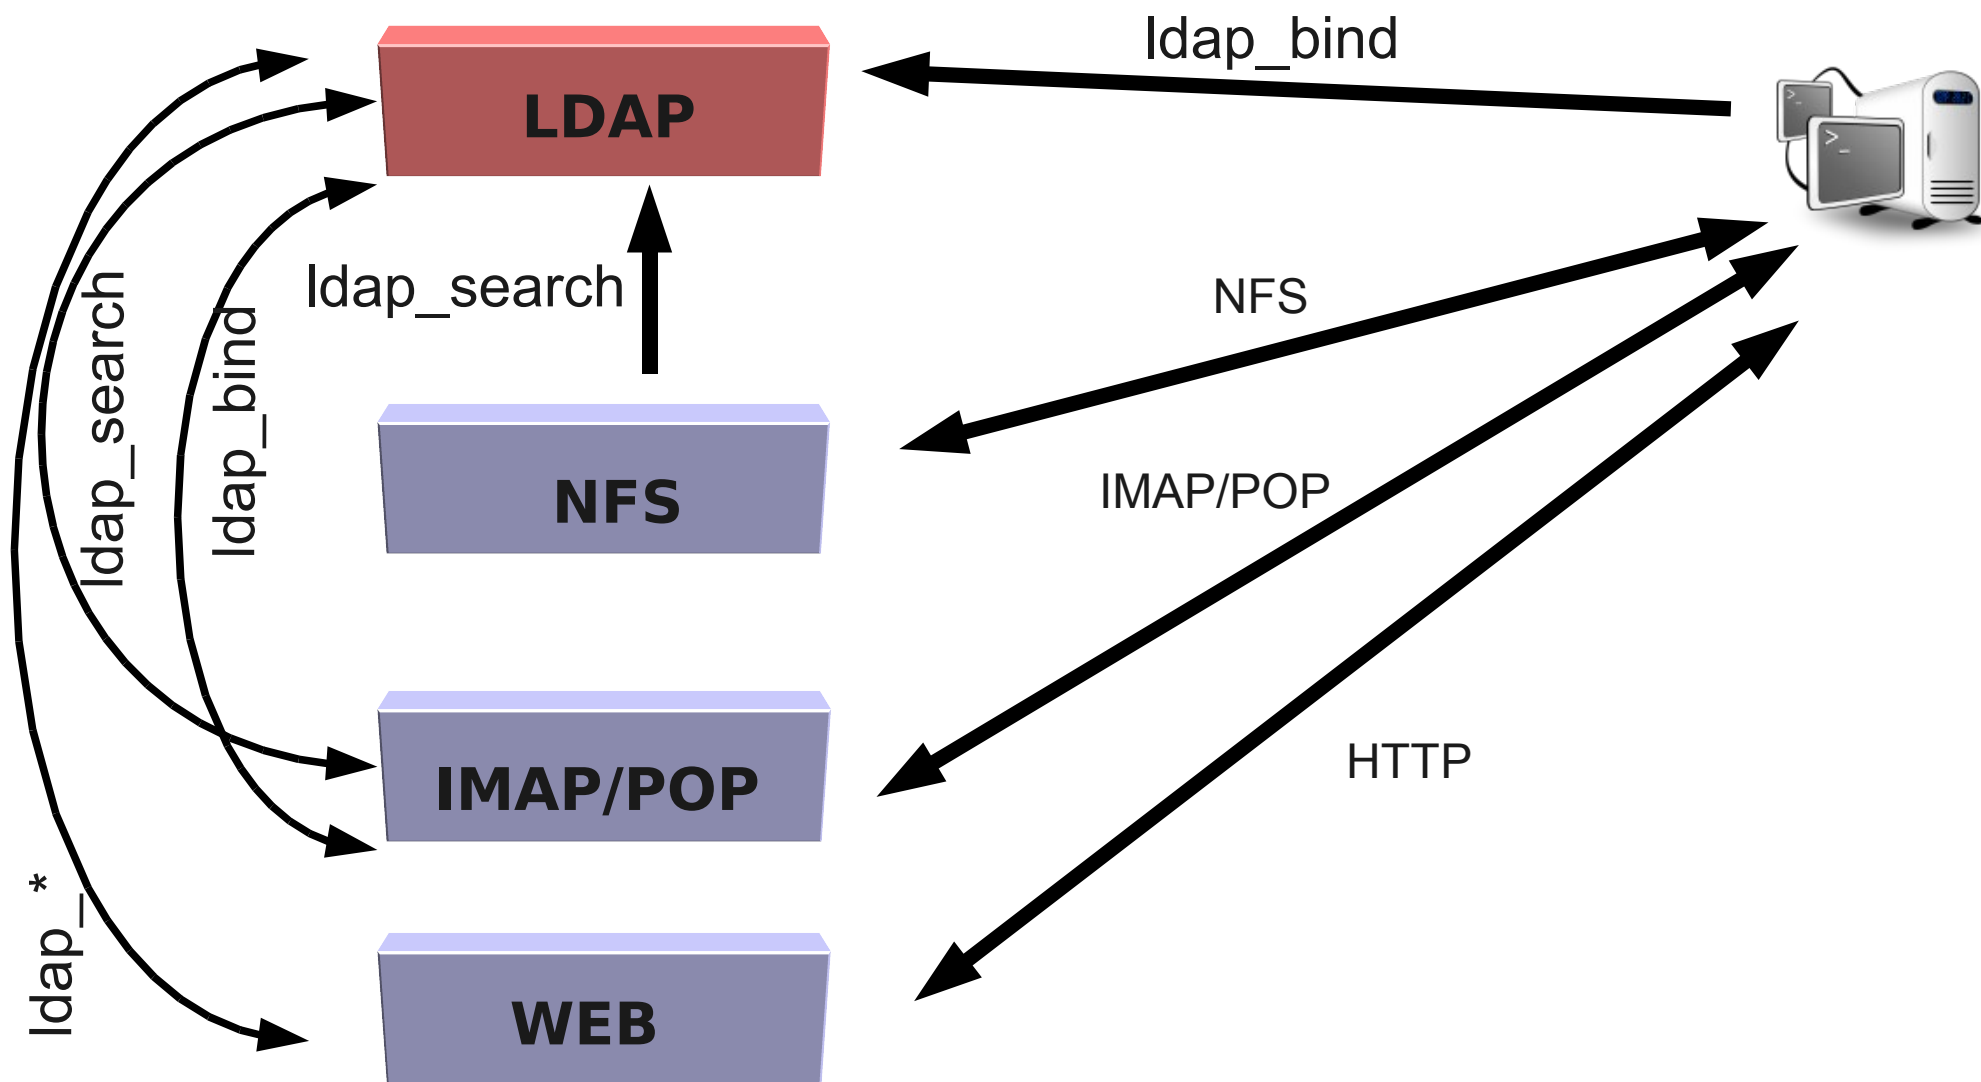 ldap_bind
LDAP
>_
>_
ldap_search
ldap_search
ldap_bind
NFS
NFS
IMAP/POP
IMAP/POP
HTTP
ldap_*
WEB